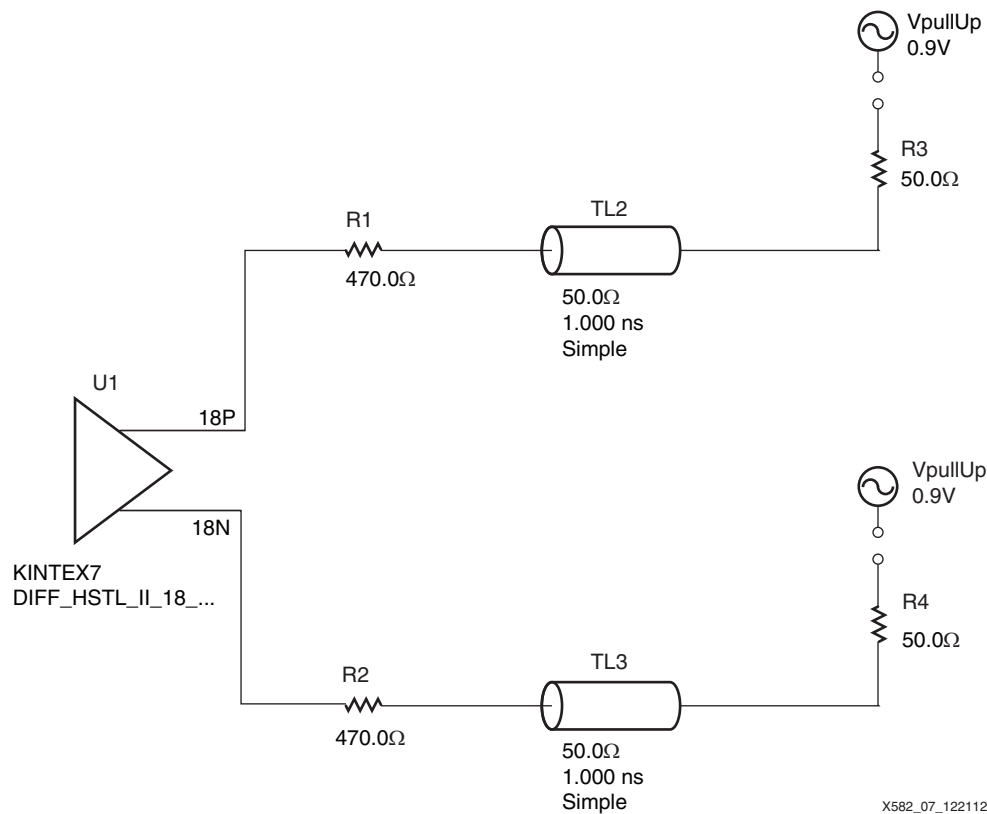 VpullUp
0.9V
R3
50.0Ω
TL2
R1
470.0Ω
50.0Ω
1.000 ns
Simple
U1
18P
VpullUp
0.9V
18N
KINTEX7
DIFF_HSTL_II_18_...
R4
50.0Ω
TL3
R2
470.0Ω
50.0Ω
1.000 ns
Simple
X582_07_122112